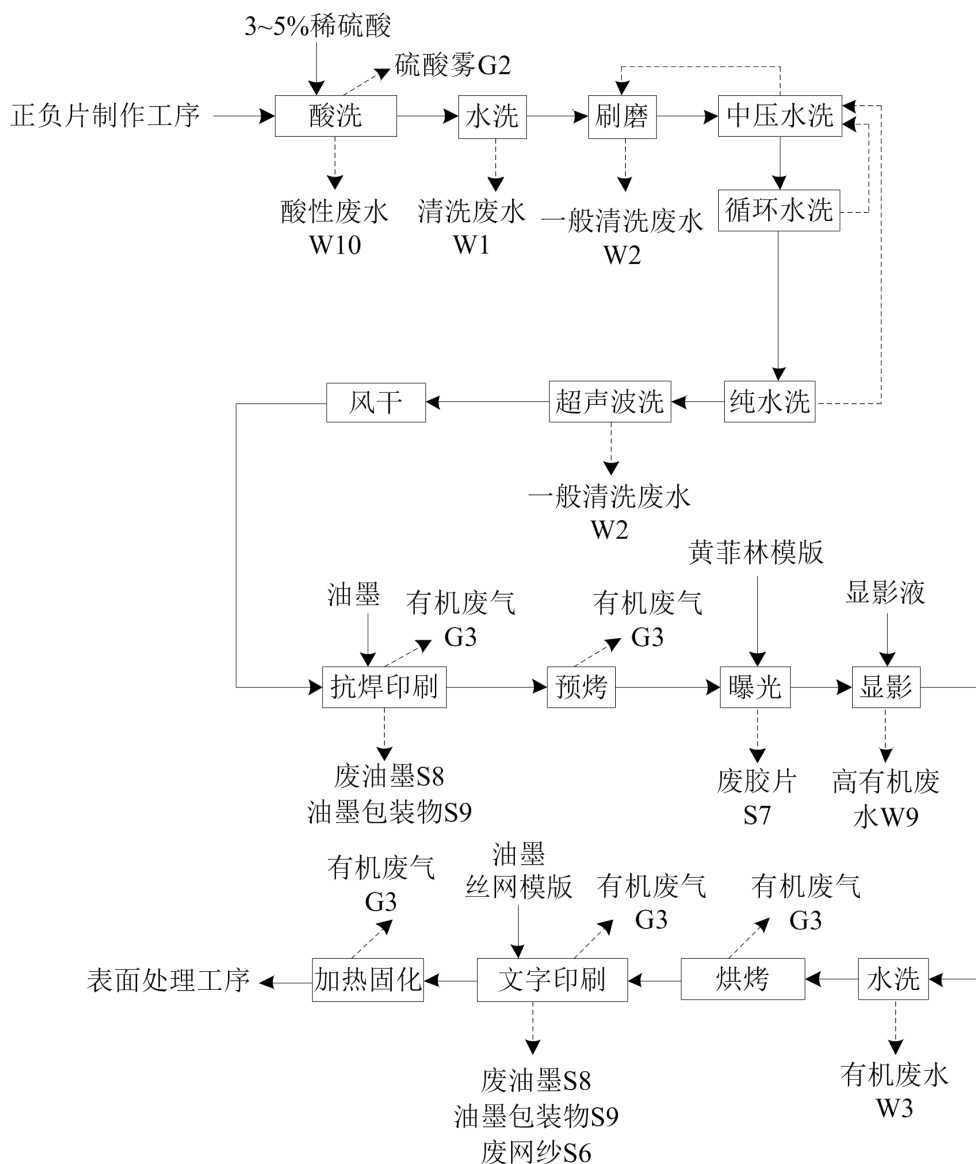 3~5%稀硫酸
硫酸雾G2
正负片制作工序
酸洗
水洗
刷磨
中压水洗
酸性废水
W10
清洗废水
W1
一般清洗废水
W2
循环水洗
风干
超声波洗
纯水洗
一般清洗废水
W2
黄菲林模版
油墨
有机废气
G3
有机废气
G3
显影液
抗焊印刷
预烤
曝光
显影
废油墨S8
油墨包装物S9
废胶片
S7
高有机废
水W9
有机废气
G3
油墨
丝网模版
有机废气
G3
有机废气
G3
表面处理工序
加热固化
文字印刷
烘烤
水洗
废油墨S8
油墨包装物S9
废网纱S6
有机废水
W3